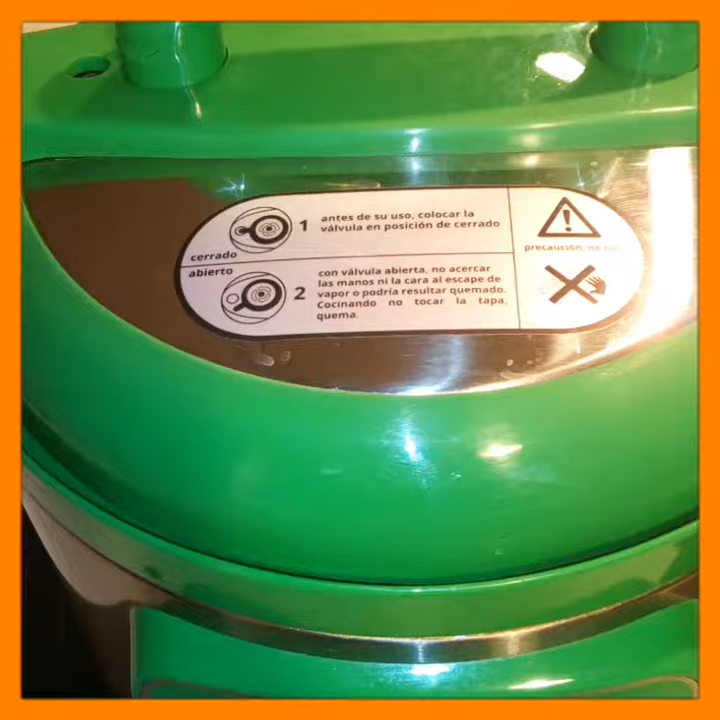 1
antes de su uso, colocar la
válvula en posición de cerrado
cerrado
abierto
2
con válvula abierta, no acercar
las manos ni la cara al escape de
vapor o podría resultar quemado.
Cocinando no tocar la tapa,
quema.
precaución, no